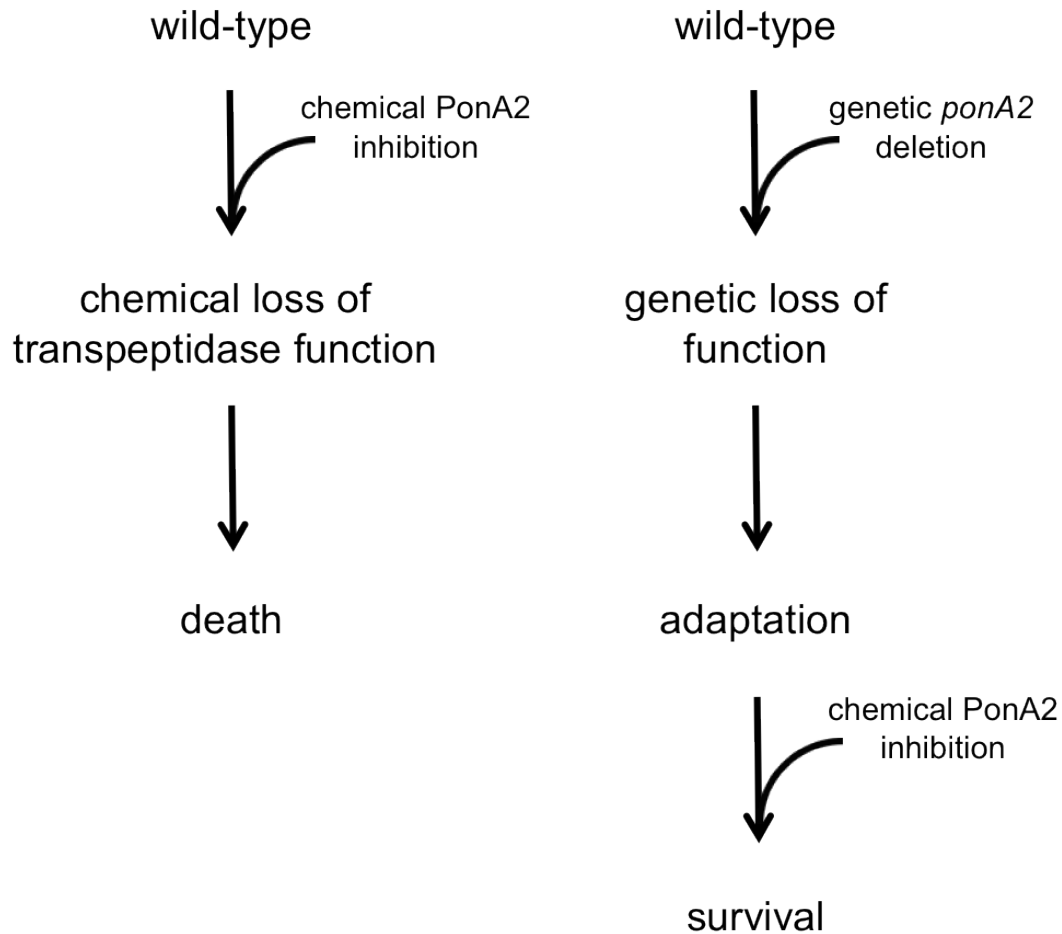 wild-type
chemical PonA2
inhibition
chemical loss of
transpeptidase function
death
wild-type
genetic ponA2
deletion
genetic loss of
function
adaptation
chemical PonA2
inhibition
survival